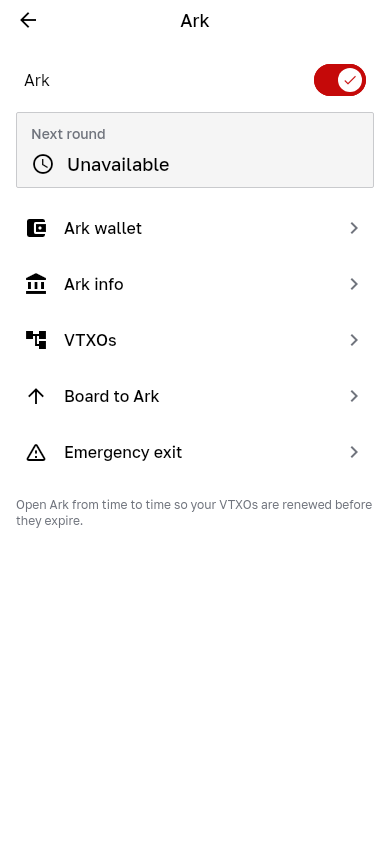 Ark
Ark
Next round
Unavailable
Ark wallet
Ark info
VTXOs
Board to Ark
Emergency exit
Open Ark from time to time so your VTXOs are renewed before
they expire.